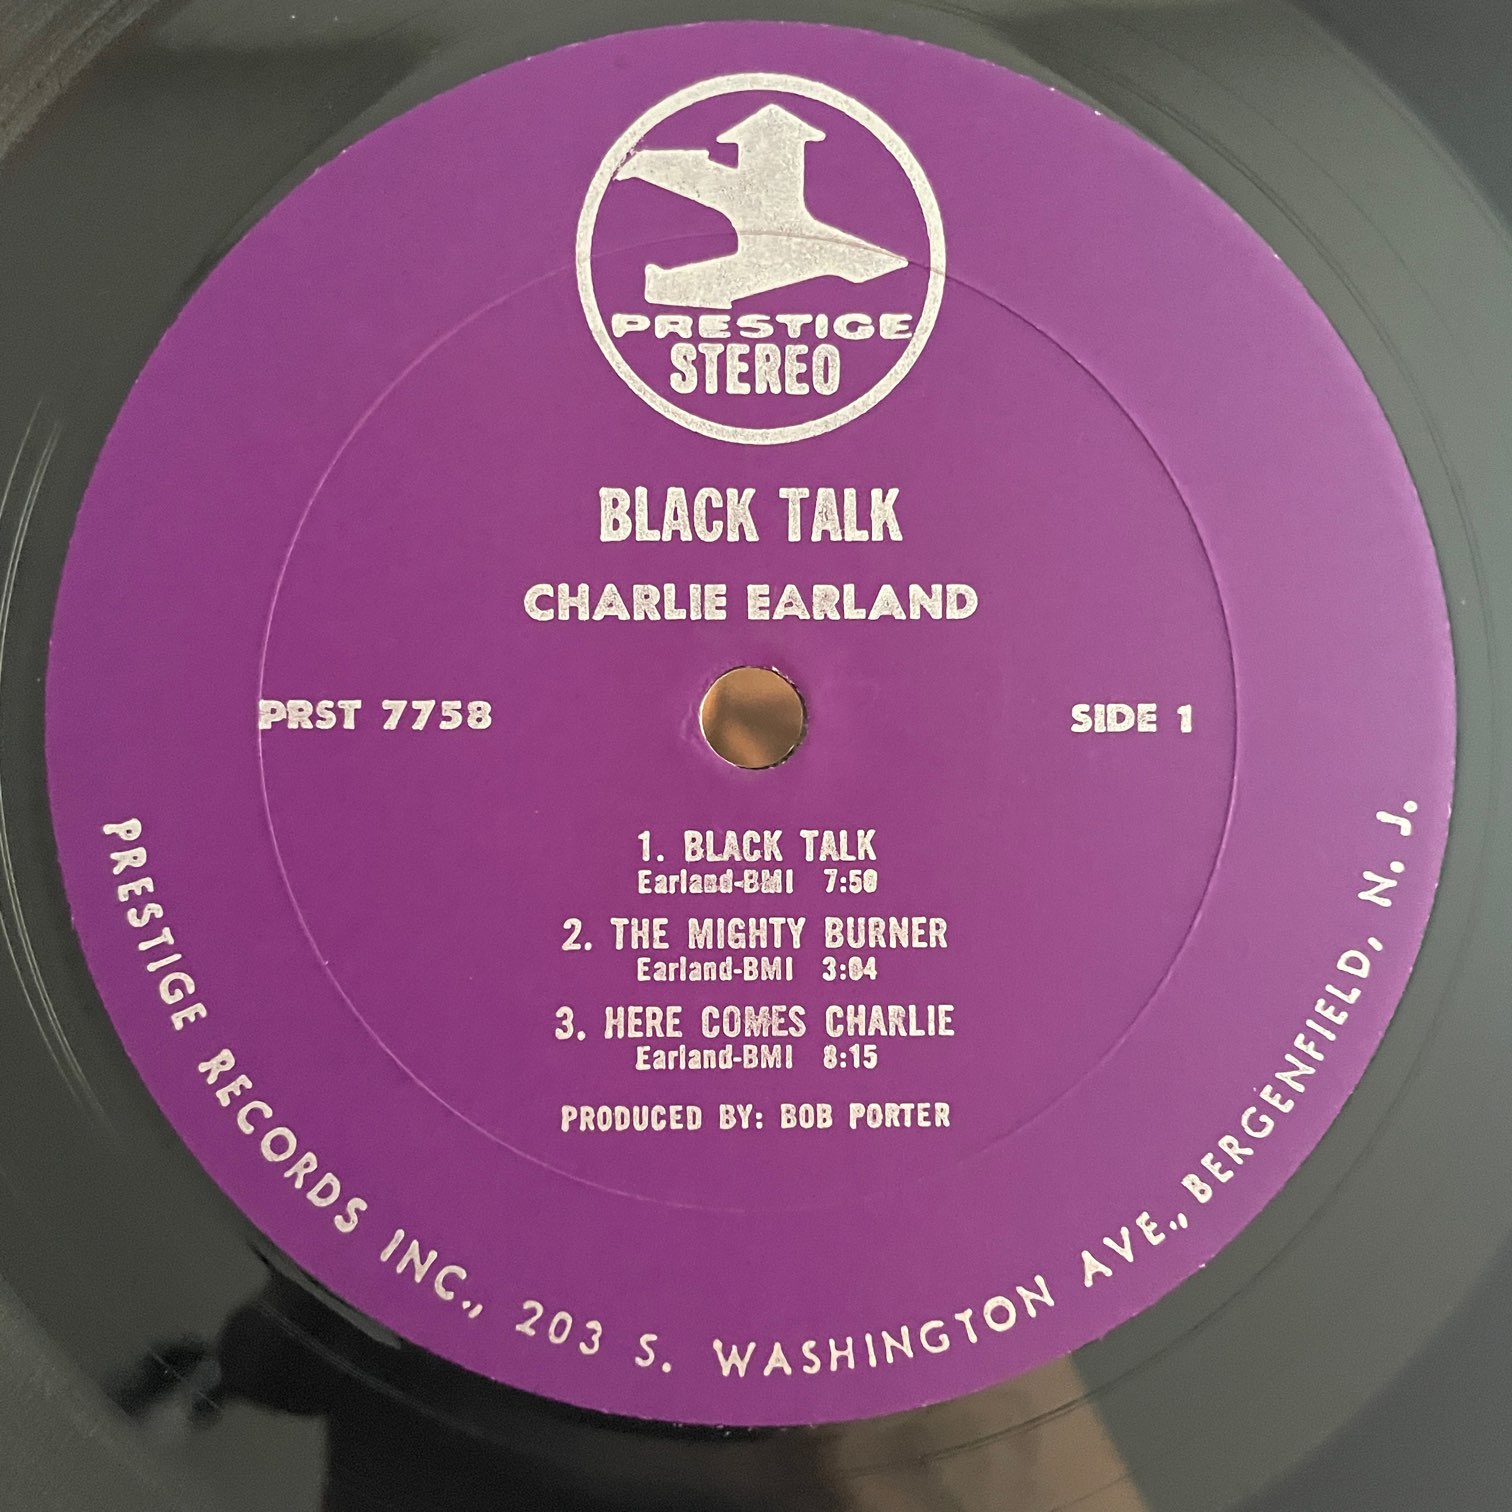 PRESTIGE
STEREO
BLACK TALK
CHARLIE EARLAND
PRST 7758
SIDE 1
1. BLACK TALK
Earland-BMI 7:50
2. THE MIGHTY BURNER
Earland-BMI 3:04
3. HERE COMES CHARLIE
Earland-BMI 8:15
PRODUCED BY: BOB PORTER
PRESTIGE RECORDS INC., 203 S. WASHINGTON AVE., BERGENFIELD, N. J.